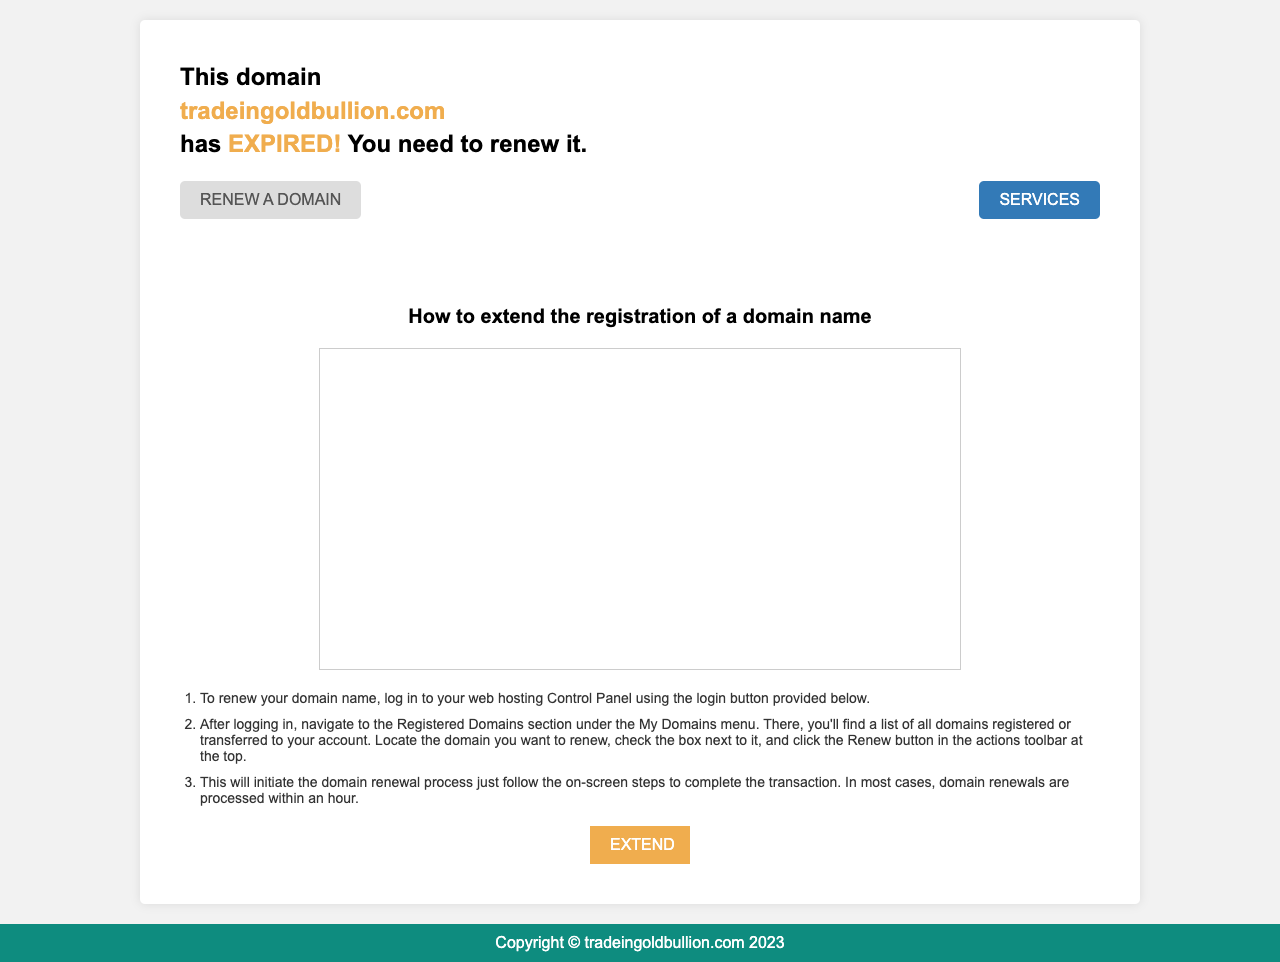 This domain
tradeingoldbullion.com
has EXPIRED! You need to renew it.
RENEW A DOMAIN
SERVICES
How to extend the registration of a domain name
1. To renew your domain name, log in to your web hosting Control Panel using the login button provided below.
2. After logging in, navigate to the Registered Domains section under the My Domains menu. There, you'll find a list of all domains registered or
transferred to your account. Locate the domain you want to renew, check the box next to it, and click the Renew button in the actions toolbar at
the top.
3. This will initiate the domain renewal process just follow the on-screen steps to complete the transaction. In most cases, domain renewals are
processed within an hour.
EXTEND
Copyright © tradeingoldbullion.com 2023